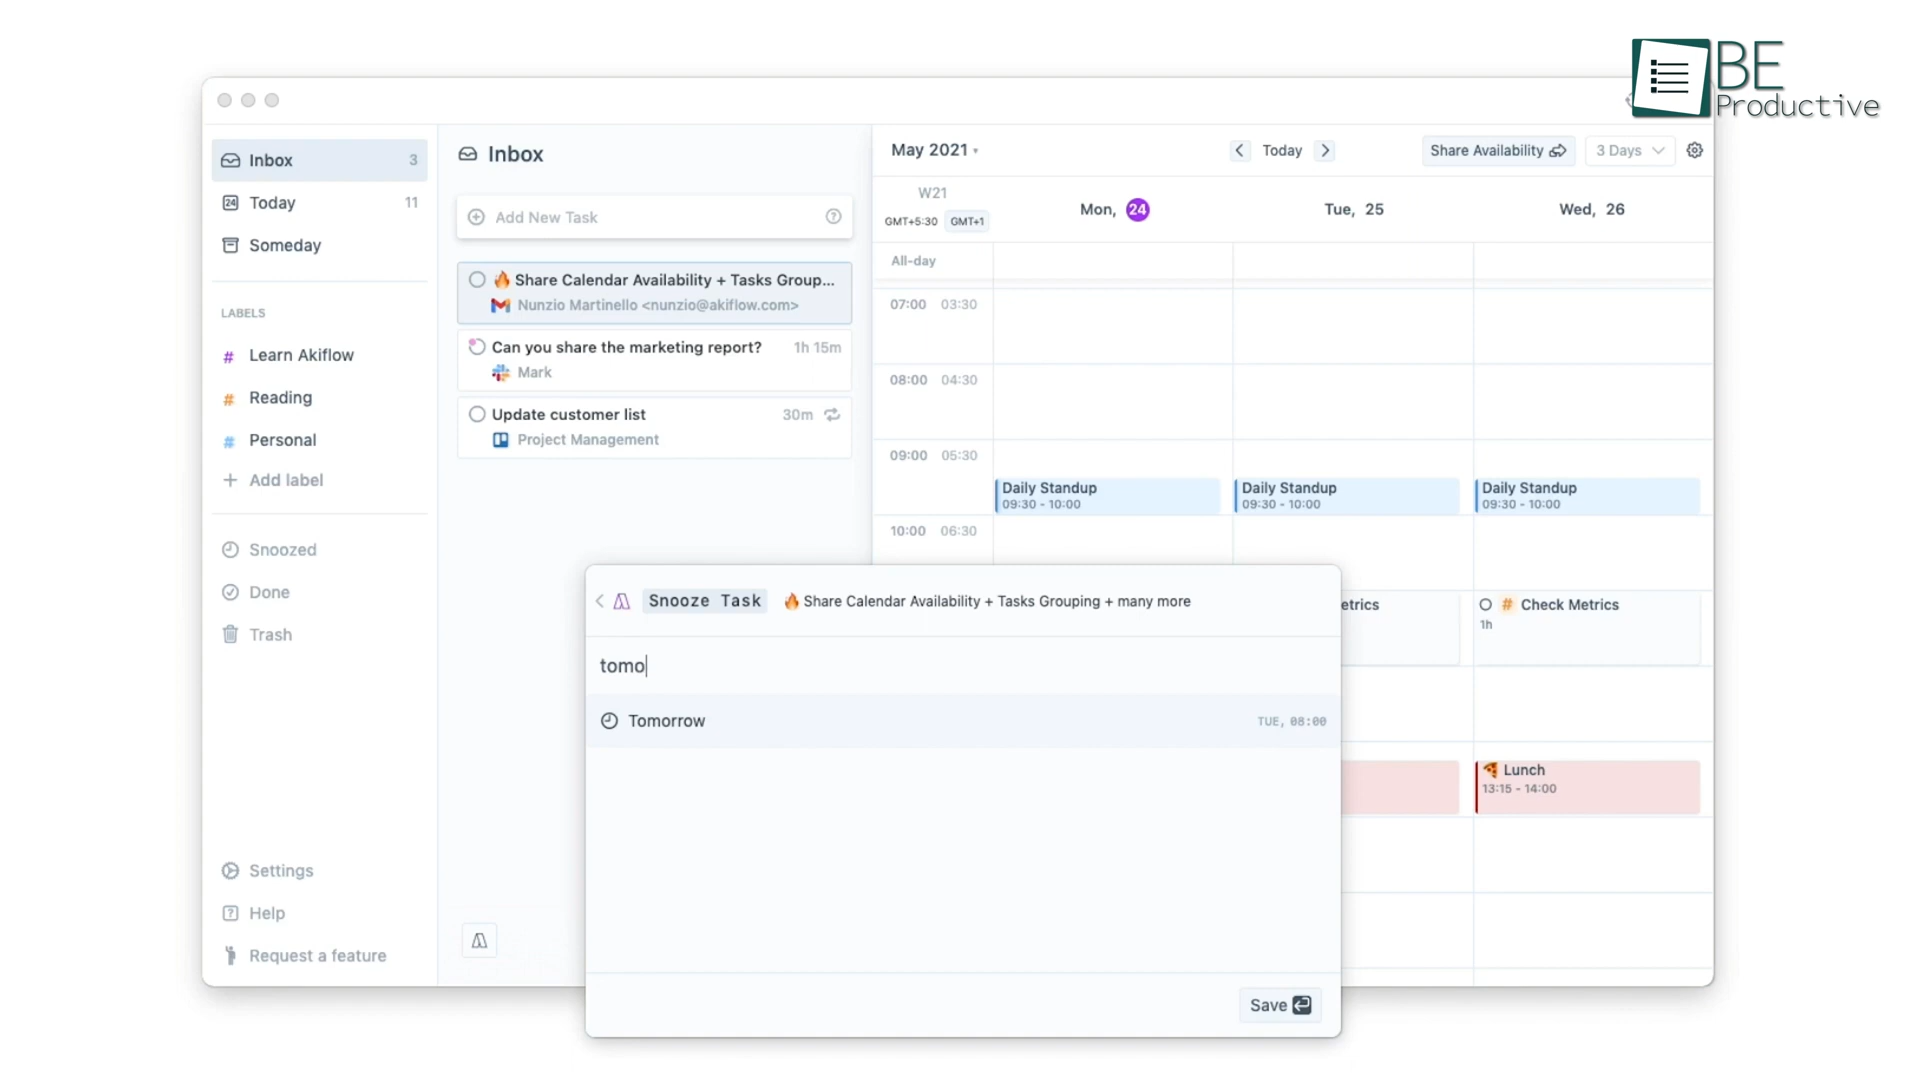 BE
Productive
Inbox 3
Today 11
Someday
LABELS
# Learn Akiflow
# Reading
# Personal
+ Add label
Snoozed
Done
Trash
Settings
Help
Request a feature
Inbox
Add New Task
🔥 Share Calendar Availability + Tasks Group...
Nunzio Martinello <nunzio@akiflow.com>
Can you share the marketing report? 1h 15m
Mark
Update customer list 30m
Project Management
May 2021
Today
Share Availability
3 Days
W21
GMT+5:30 GMT+1
Mon, 24
Tue, 25
Wed, 26
All-day
07:00 03:30
08:00 04:30
09:00 05:30
Daily Standup
09:30 - 10:00
Daily Standup
09:30 - 10:00
Daily Standup
09:30 - 10:00
10:00 06:30
etrics
# Check Metrics
1h
🍕 Lunch
13:15 - 14:00
Snooze Task 🔥 Share Calendar Availability + Tasks Grouping + many more
tomo
Tomorrow TUE, 08:00
Save